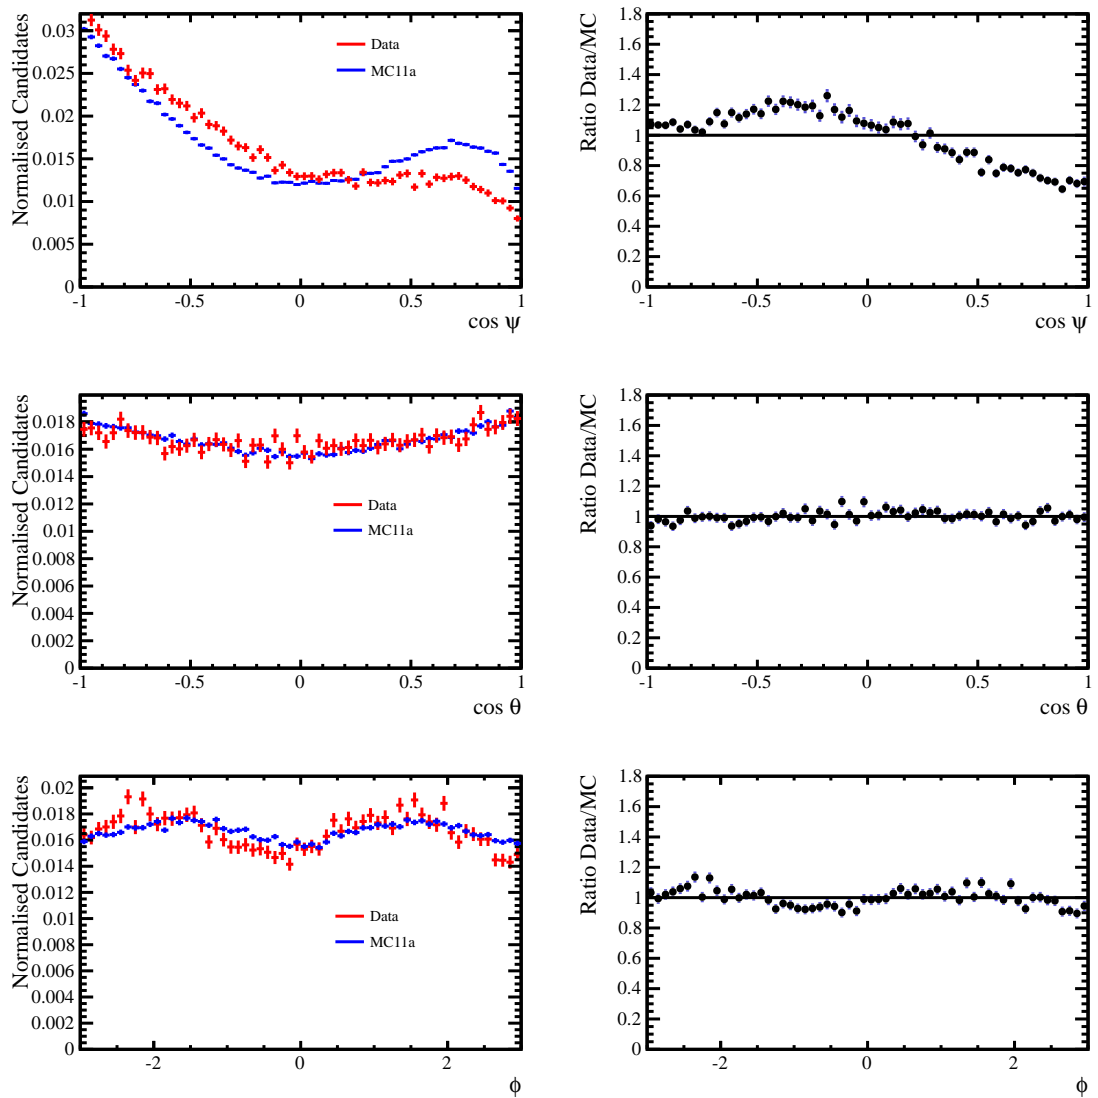 Normalised Candidates
0.03
0.025
0.02
0.015
0.01
0.005
0
Data
MC11a
-1 -0.5 0 0.5 1
cos ψ
Ratio Data/MC
1.8
1.6
1.4
1.2
1
0.8
0.6
0.4
0.2
0
-1 -0.5 0 0.5 1
cos ψ
Normalised Candidates
0.018
0.016
0.014
0.012
0.01
0.008
0.006
0.004
0.002
0
Data
MC11a
-1 -0.5 0 0.5 1
cos θ
Ratio Data/MC
1.8
1.6
1.4
1.2
1
0.8
0.6
0.4
0.2
0
-1 -0.5 0 0.5 1
cos θ
Normalised Candidates
0.02
0.018
0.016
0.014
0.012
0.01
0.008
0.006
0.004
0.002
0
Data
MC11a
-2 0 2
ϕ
Ratio Data/MC
1.8
1.6
1.4
1.2
1
0.8
0.6
0.4
0.2
0
-2 0 2
ϕ